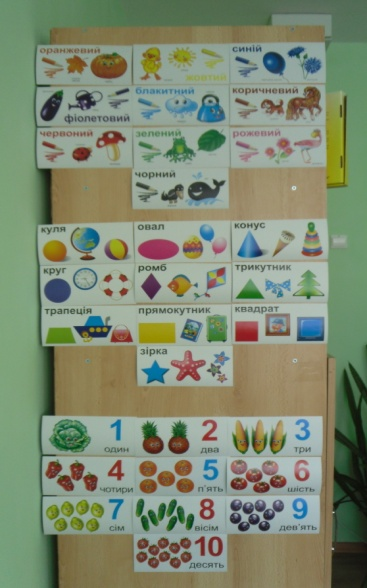 оранжевий
жовтий
синій
фіолетовий
блакитний
коричневий
червоний
зелений
рожевий
чорний
куля
овал
конус
круг
ромб
трикутник
трапеція
прямокутник
квадрат
зірка
1
один
2
два
3
три
4
чотири
5
п'ять
6
шість
7
сім
8
вісім
9
дев'ять
10
десять